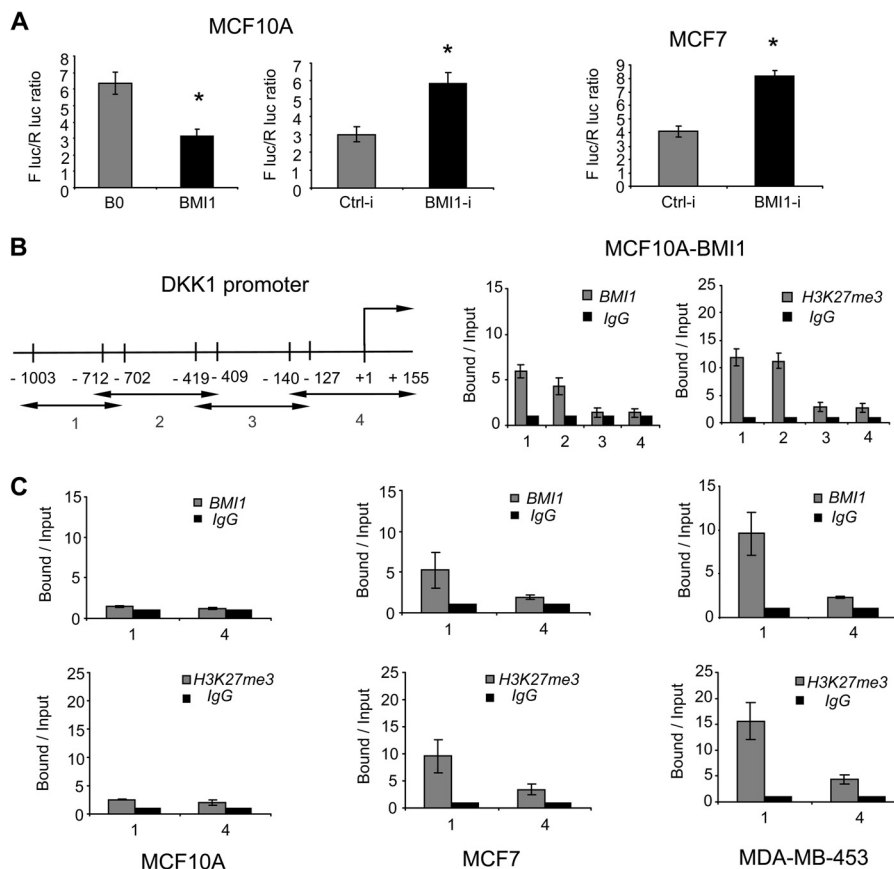 A
MCF10A
MCF7
F luc/R luc ratio
8
7
6
5
4
3
2
1
0
*
B0
BMI1
F luc/R luc ratio
8
7
6
5
4
3
2
1
0
*
Ctrl-i
BMI1-i
F luc/R luc ratio
9
8
7
6
5
4
3
2
1
0
*
Ctrl-i
BMI1-i
B
DKK1 promoter
- 1003
- 712
- 702
- 419
- 409
- 140
- 127
+1
+ 155
1
2
3
4
MCF10A-BMI1
Bound / Input
15
10
5
0
BMI1
IgG
1 2 3 4
Bound / Input
25
20
15
10
5
0
H3K27me3
IgG
1 2 3 4
C
Bound / Input
15
10
5
0
BMI1
IgG
1 4
Bound / Input
15
10
5
0
BMI1
IgG
1 4
Bound / Input
15
10
5
0
BMI1
IgG
1 4
Bound / Input
25
20
15
10
5
0
H3K27me3
IgG
1 4
MCF10A
Bound / Input
25
20
15
10
5
0
H3K27me3
IgG
1 4
MCF7
Bound / Input
25
20
15
10
5
0
H3K27me3
IgG
1 4
MDA-MB-453